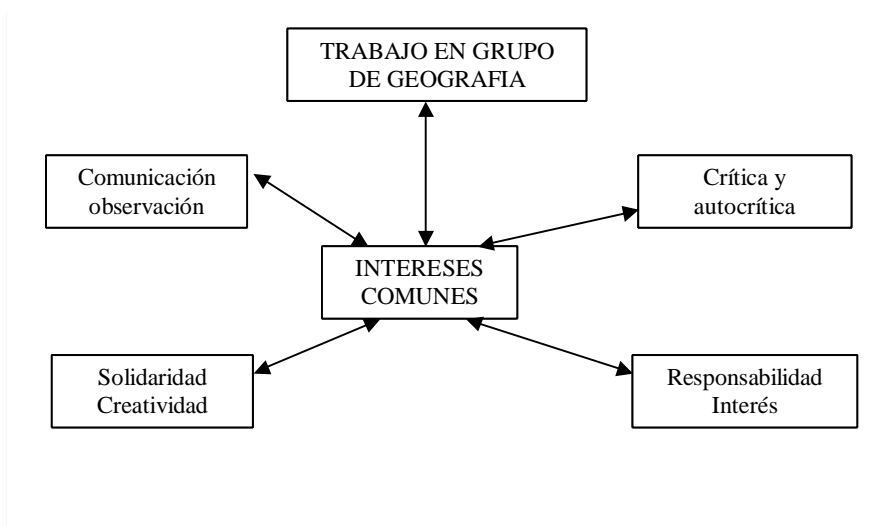 TRABAJO EN GRUPO
DE GEOGRAFIA
Comunicación
observación
Crítica y
autocrítica
INTERESES
COMUNES
Solidaridad
Creatividad
Responsabilidad
Interés